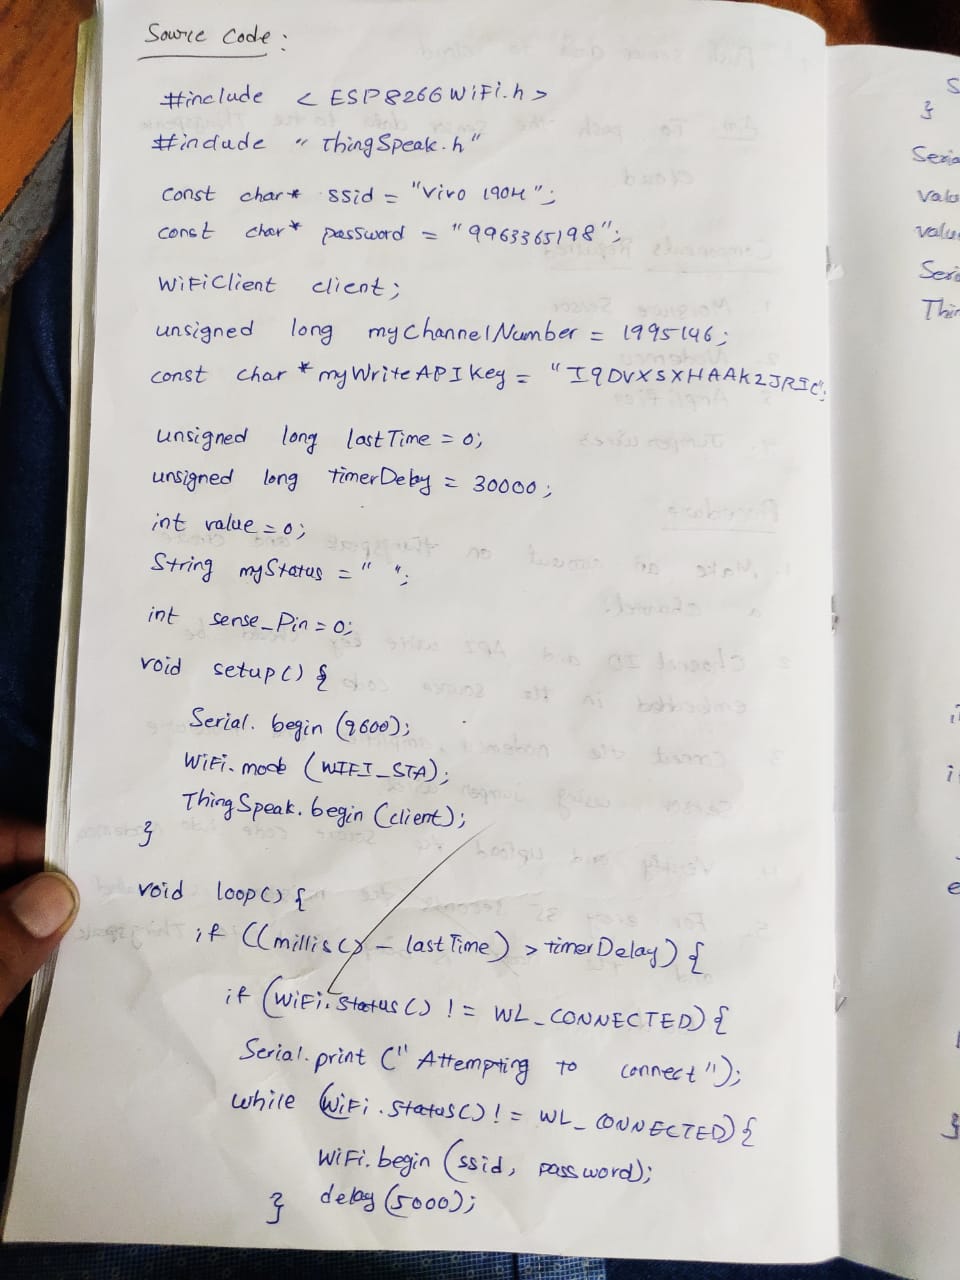 Source Code:
#include < ESP8266WiFi.h>
#include " ThingSpeak.h"
const char* ssid = "vivo 1904";
const char* password = "9963365198";
WiFiClient client;
unsigned long myChannelNumber = 1995146;
const char * myWriteAPIKey = "I9DVXSXHAAK2JRIC";
unsigned long lastTime = 0;
unsigned long timerDelay = 30000;
int value = 0;
String myStatus = " ";
int sense_Pin = 0;
void setup() {
Serial. begin (9600);
WiFi. mode (WIFI_STA);
ThingSpeak. begin (client);
}
void loop() {
if ((millis() - lastTime) > timerDelay) {
if (WiFi.status() != WL_CONNECTED) {
Serial.print (" Attempting to connect");
while (WiFi.status() != WL_CONNECTED) {
WiFi.begin (ssid, password);
delay (5000);
}
S
}
Seria
valu
valu
Seri
Thin
i
e
}